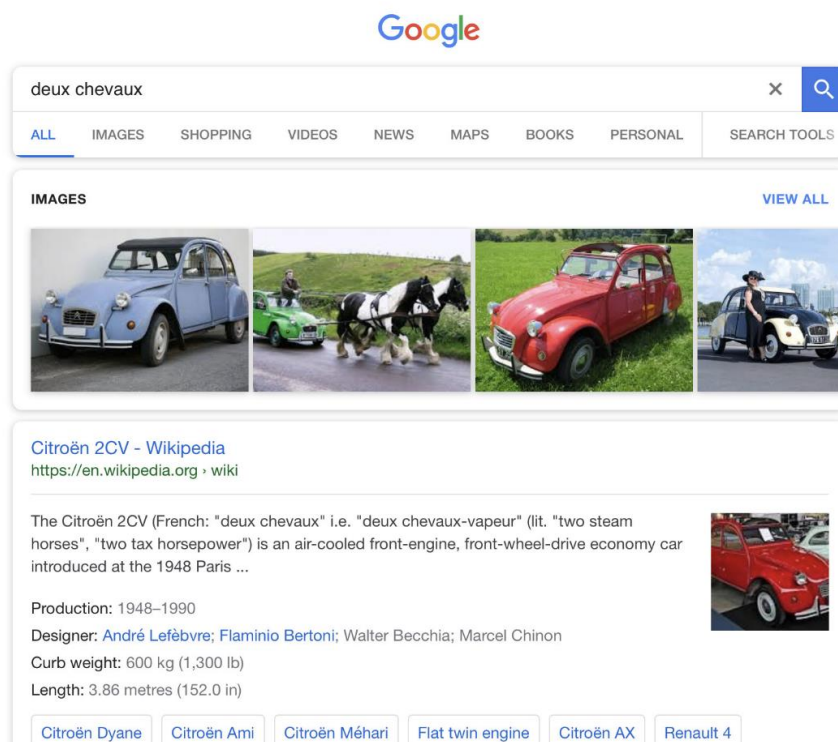 Google
deux chevaux
ALL IMAGES SHOPPING VIDEOS NEWS MAPS BOOKS PERSONAL SEARCH TOOLS
IMAGES VIEW ALL
Citroën 2CV - Wikipedia
https://en.wikipedia.org › wiki
The Citroën 2CV (French: "deux chevaux" i.e. "deux chevaux-vapeur" (lit. "two steam
horses", "two tax horsepower") is an air-cooled front-engine, front-wheel-drive economy car
introduced at the 1948 Paris ...
Production: 1948–1990
Designer: André Lefèbvre; Flaminio Bertoni; Walter Becchia; Marcel Chinon
Curb weight: 600 kg (1,300 lb)
Length: 3.86 metres (152.0 in)
Citroën Dyane Citroën Ami Citroën Méhari Flat twin engine Citroën AX Renault 4